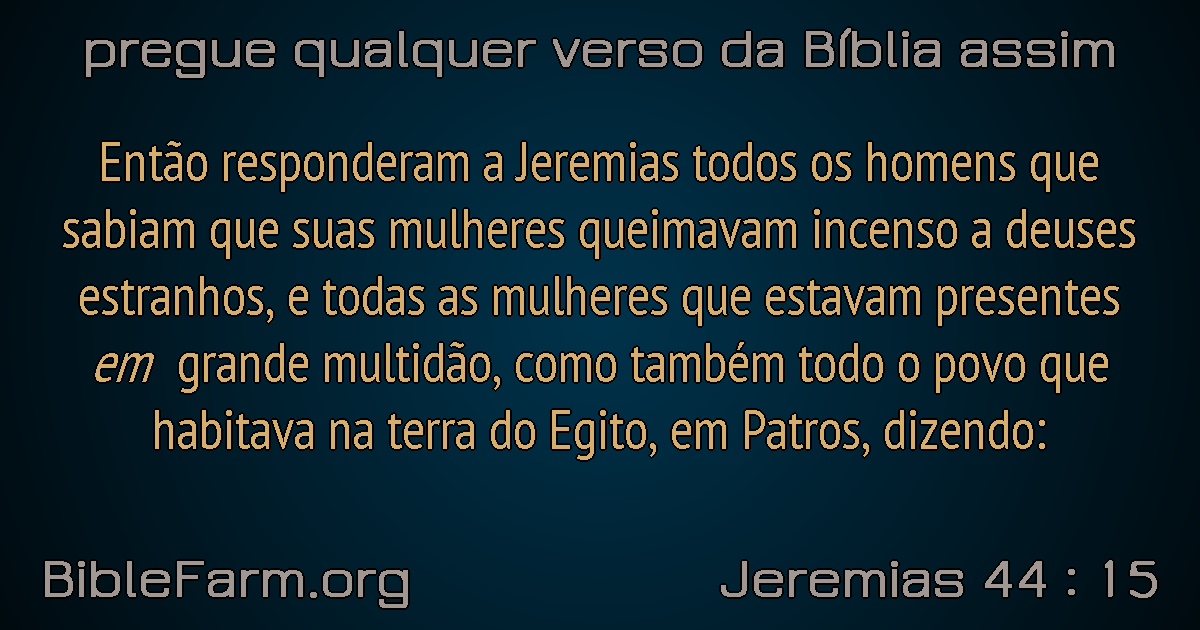 pregue qualquer verso da Bíblia assim
Então responderam a Jeremias todos os homens que
sabiam que suas mulheres queimavam incenso a deuses
estranhos, e todas as mulheres que estavam presentes
em grande multidão, como também todo o povo que
habitava na terra do Egito, em Patros, dizendo:
BibleFarm.org
Jeremias 44 : 15